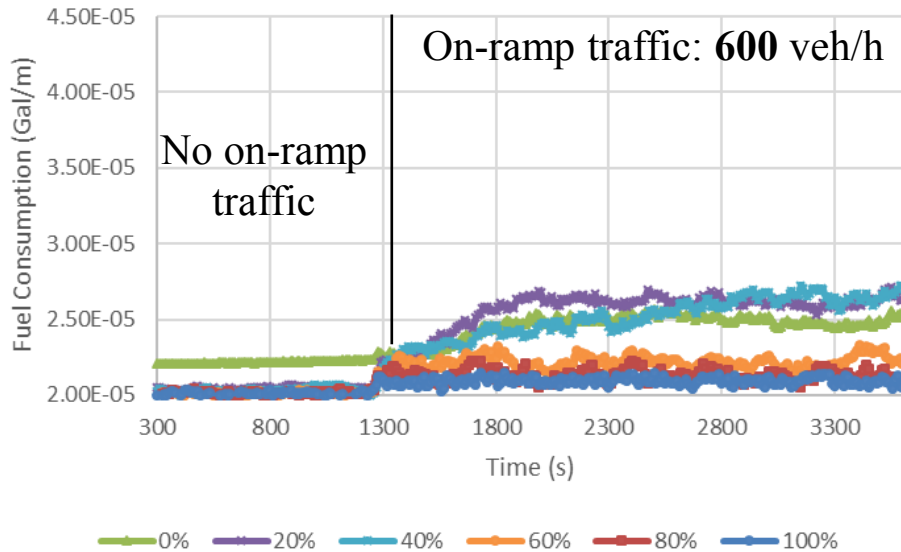 4.50E-05
4.00E-05
3.50E-05
3.00E-05
2.50E-05
2.00E-05
Fuel Consumption (Gal/m)
On-ramp traffic: 600 veh/h
No on-ramp
traffic
300 800 1300 1800 2300 2800 3300
Time (s)
0% 20% 40% 60% 80% 100%